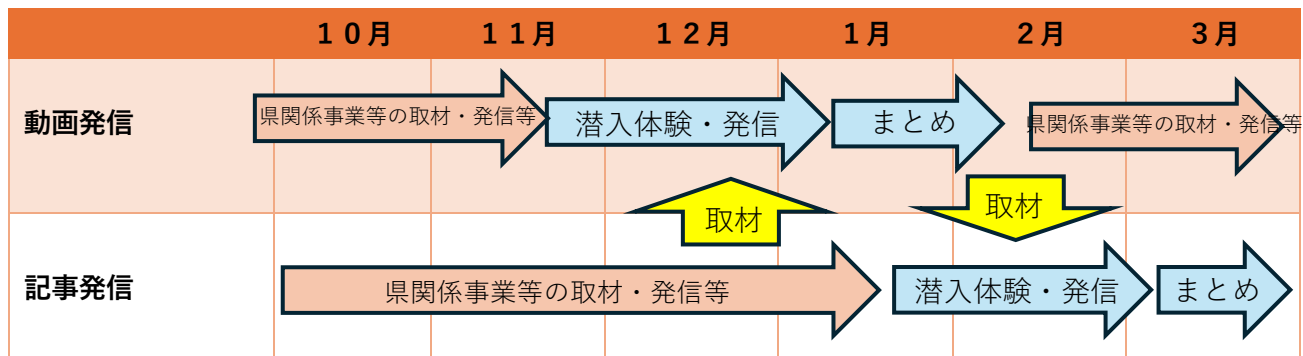 １０月 １１月 １２月 １月 ２月 ３月
動画発信
県関係事業等の取材・発信等
潜入体験・発信
まとめ
県関係事業等の取材・発信等
取材
取材
記事発信
県関係事業等の取材・発信等
潜入体験・発信
まとめ